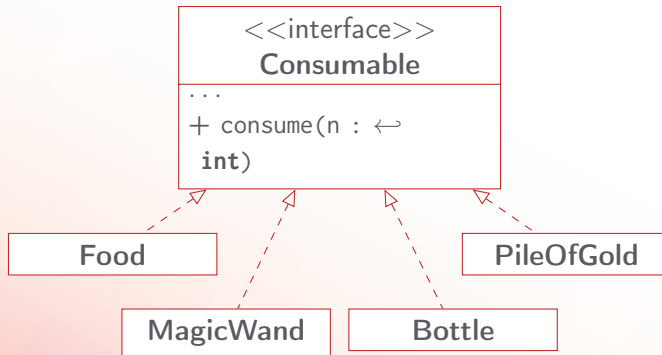 <<interface>>
Consumable
...
+ consume(n : ↩
int)
Food
PileOfGold
MagicWand
Bottle